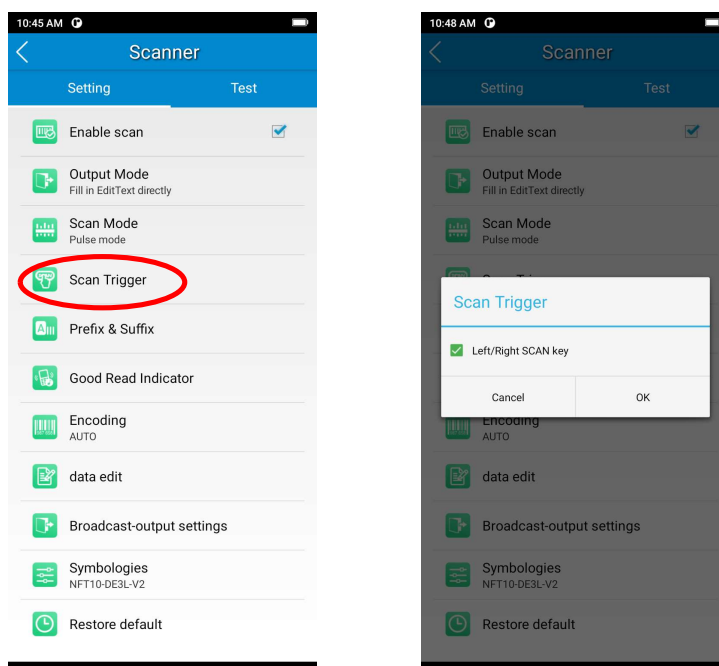 10:45 AM
Scanner
Setting Test
Enable scan
Output Mode
Fill in EditText directly
Scan Mode
Pulse mode
Scan Trigger
Prefix & Suffix
Good Read Indicator
Encoding
AUTO
data edit
Broadcast-output settings
Symbologies
NFT10-DE3L-V2
Restore default
10:48 AM
Scanner
Setting Test
Enable scan
Output Mode
Fill in EditText directly
Scan Mode
Pulse mode
Scan Trigger
Left/Right SCAN key
Cancel OK
Encoding
AUTO
data edit
Broadcast-output settings
Symbologies
NFT10-DE3L-V2
Restore default